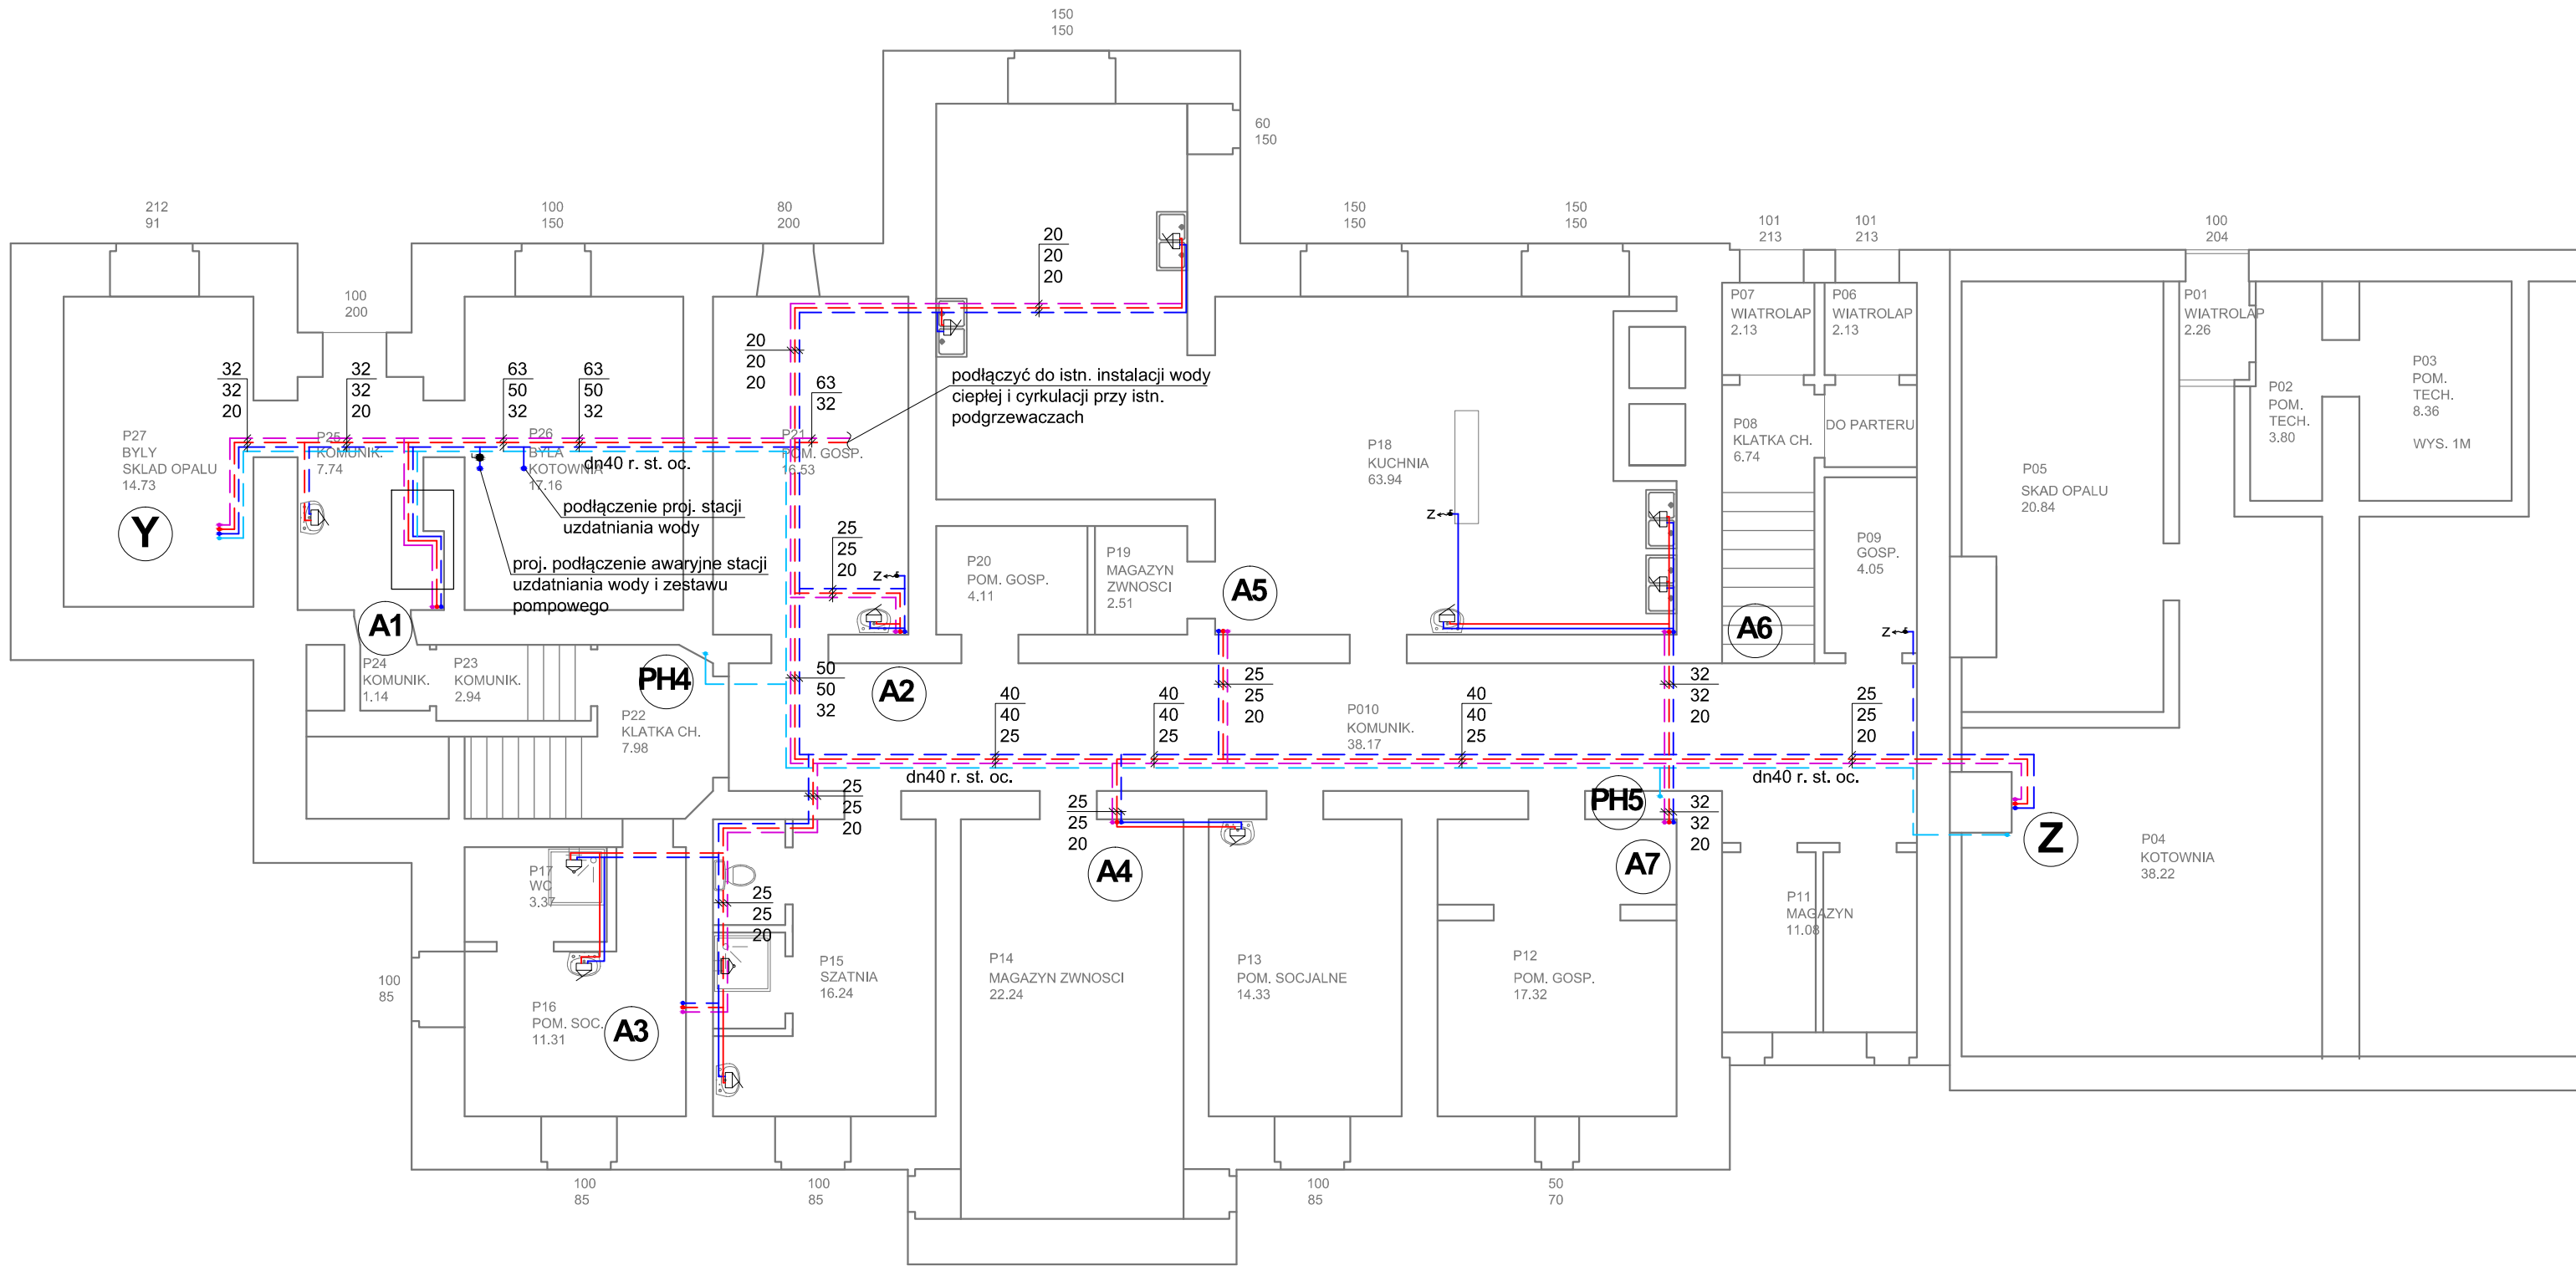 150
150
60
150
212
91
100
150
80
200
150
150
150
150
101
213
101
213
100
204
100
200
20
20
20
20
20
20
32
32
20
32
32
20
63
50
32
63
50
32
63
32
podłączyć do istn. instalacji wody
ciepłej i cyrkulacji przy istn.
podgrzewaczach
P07
WIATROLAP
2.13
P06
WIATROLAP
2.13
P01
WIATROLAP
2.26
P02
POM.
TECH.
3.80
P03
POM.
TECH.
8.36
WYS. 1M
P27
BYLY
SKLAD OPALU
14.73
P25
KOMUNIK.
7.74
P26
BYLA
KOTOWNIA
17.16
dn40 r. st. oc.
P21
POM. GOSP.
16.53
P18
KUCHNIA
63.94
P08
KLATKA CH.
6.74
DO PARTERU
P05
SKAD OPALU
20.84
podłączenie proj. stacji
uzdatniania wody
proj. podłączenie awaryjne stacji
uzdatniania wody i zestawu
pompowego
Y
25
25
20
z
z
P20
POM. GOSP.
4.11
P19
MAGAZYN
ZWNOSCI
2.51
P09
GOSP.
4.05
A1
A5
A6
z
P24
KOMUNIK.
1.14
P23
KOMUNIK.
2.94
PH4
A2
P22
KLATKA CH.
7.98
50
50
32
40
40
25
40
40
25
25
25
20
P010
KOMUNIK.
38.17
40
40
25
32
32
20
25
25
20
dn40 r. st. oc.
dn40 r. st. oc.
25
25
20
25
25
20
PH5
32
32
20
A4
A7
Z
P04
KOTOWNIA
38.22
P17
WC
3.37
25
25
20
P11
MAGAZYN
11.08
100
85
P16
POM. SOC.
11.31
A3
P15
SZATNIA
16.24
P14
MAGAZYN ZWNOSCI
22.24
P13
POM. SOCJALNE
14.33
P12
POM. GOSP.
17.32
100
85
100
85
100
85
50
70